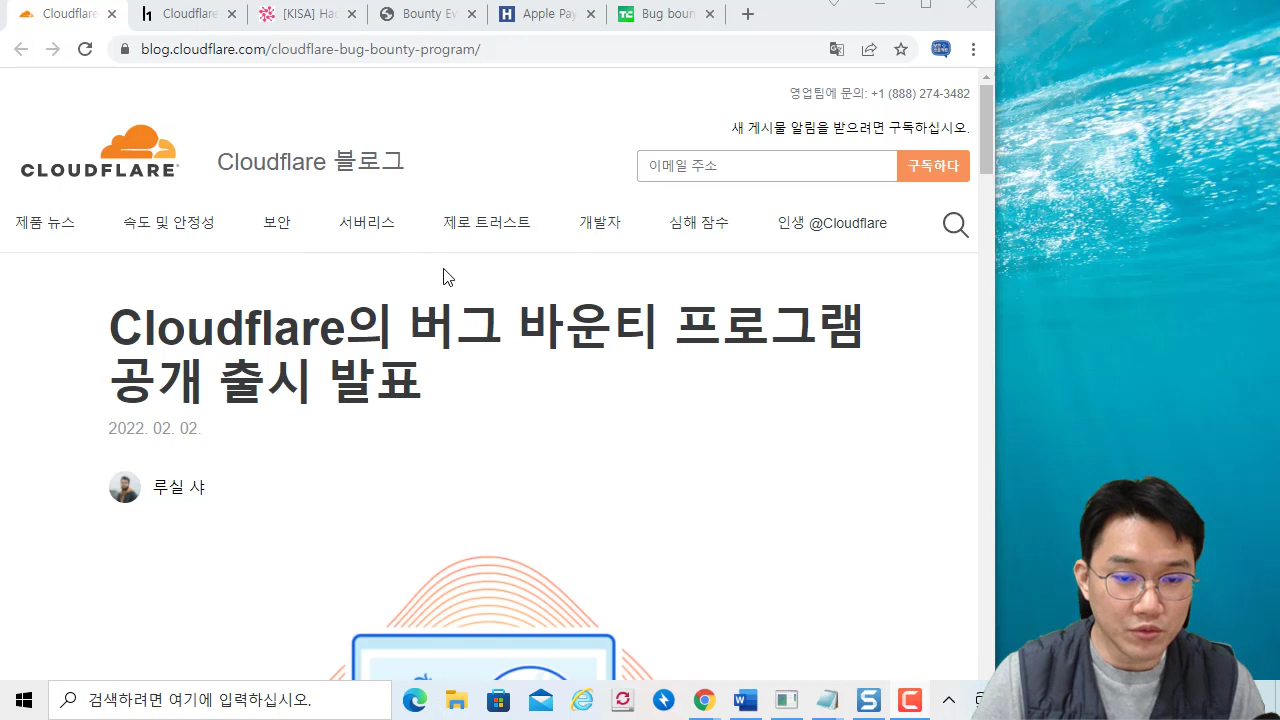 Cloudflare
Cloudflare
[KISA] Ha
Bounty Ev
Apple Pay
Bug boun
blog.cloudflare.com/cloudflare-bug-bounty-program/
영업팀에 문의: +1 (888) 274-3482
새 게시물 알림을 받으려면 구독하십시오.
CLOUDFLARE
Cloudflare 블로그
이메일 주소
구독하다
제품 뉴스
속도 및 안정성
보안
서버리스
제로 트러스트
개발자
심해 잠수
인생 @Cloudflare
Cloudflare의 버그 바운티 프로그램
공개 출시 발표
2022. 02. 02.
루실 샤
검색하려면 여기에 입력하십시오.